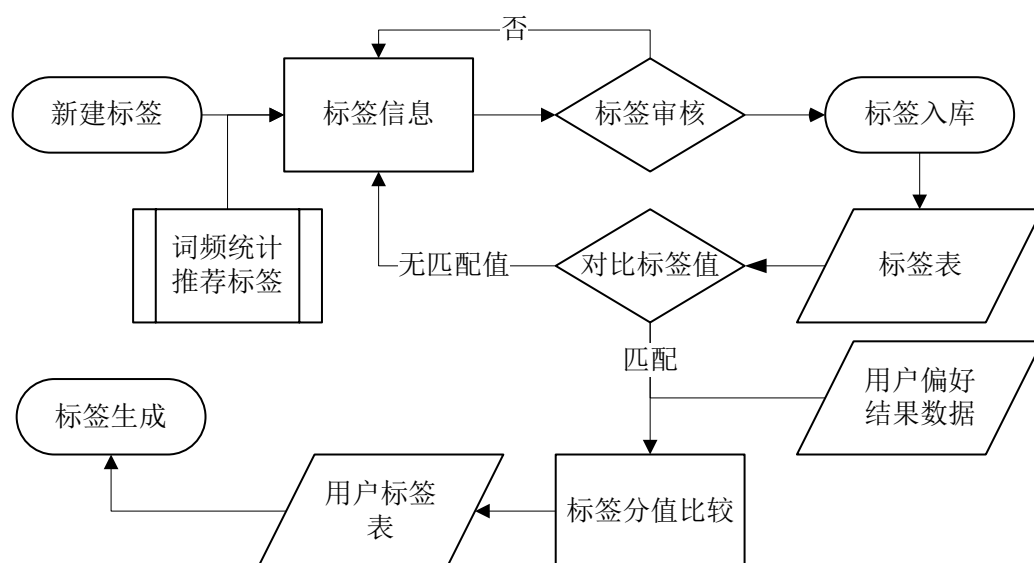 否
新建标签
标签信息
标签审核
标签入库
词频统计
推荐标签
无匹配值
对比标签值
标签表
匹配
用户偏好
结果数据
标签生成
用户标签
表
标签分值比较